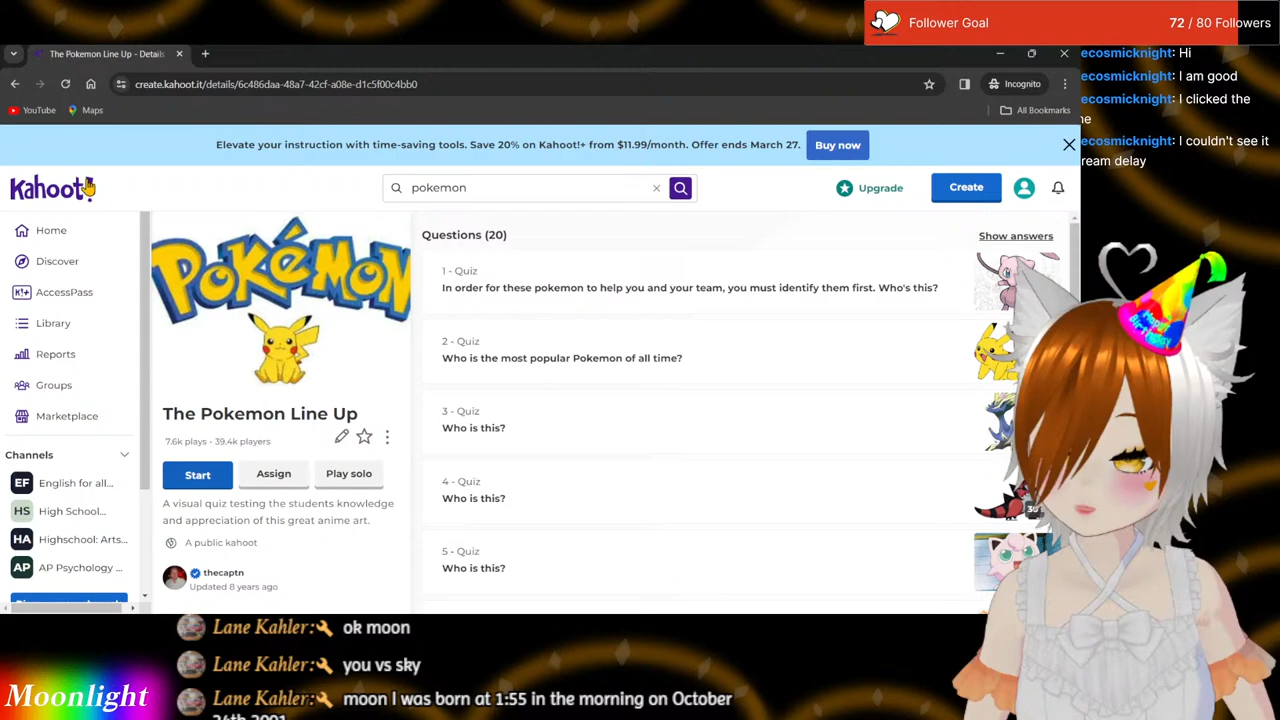 Follower Goal
72 / 80 Followers
The Pokemon Line Up - Details
create.kahoot.it/details/6c486daa-48a7-42cf-a08e-d1c5f00c4bb0
Incognito
YouTube
Maps
All Bookmarks
Elevate your instruction with time-saving tools. Save 20% on Kahoot!+ from $11.99/month. Offer ends March 27.
Buy now
ecosmicknight: Hi
ecosmicknight: I am good
ecosmicknight: I clicked the
ne
ecosmicknight: I couldn't see it
ream delay
Kahoot!
pokemon
Upgrade
Create
Home
Discover
K!+ AccessPass
Library
Reports
Groups
Marketplace
Channels
EF English for all...
HS High School...
HA Highschool: Arts...
AP AP Psychology ...
POKéMON
The Pokemon Line Up
7.6k plays - 39.4k players
Start
Assign
Play solo
A visual quiz testing the students knowledge
and appreciation of this great anime art.
A public kahoot
thecaptn
Updated 8 years ago
Questions (20)
Show answers
1 - Quiz
In order for these pokemon to help you and your team, you must identify them first. Who's this?
2 - Quiz
Who is the most popular Pokemon of all time?
3 - Quiz
Who is this?
4 - Quiz
Who is this?
5 - Quiz
Who is this?
Happy
Birthday
Lane Kahler: ok moon
Lane Kahler: you vs sky
Lane Kahler: moon I was born at 1:55 in the morning on October
24th 2001
Moonlight